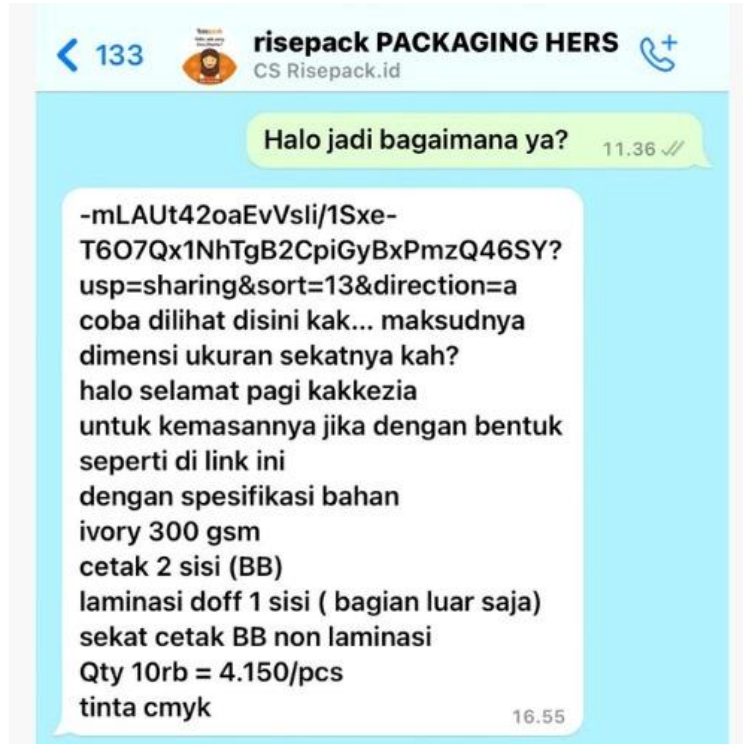 133
risepack PACKAGING HERS
CS Risepack.id
Halo jadi bagaimana ya?
11.36
-mLAUt42oaEvVsIi/1Sxe-
T6O7Qx1NhTgB2CpiGyBxPmzQ46SY?
usp=sharing&sort=13&direction=a
coba dilihat disini kak... maksudnya
dimensi ukuran sekatnya kah?
halo selamat pagi kakkezia
untuk kemasannya jika dengan bentuk
seperti di link ini
dengan spesifikasi bahan
ivory 300 gsm
cetak 2 sisi (BB)
laminasi doff 1 sisi ( bagian luar saja)
sekat cetak BB non laminasi
Qty 10rb = 4.150/pcs
tinta cmyk
16.55